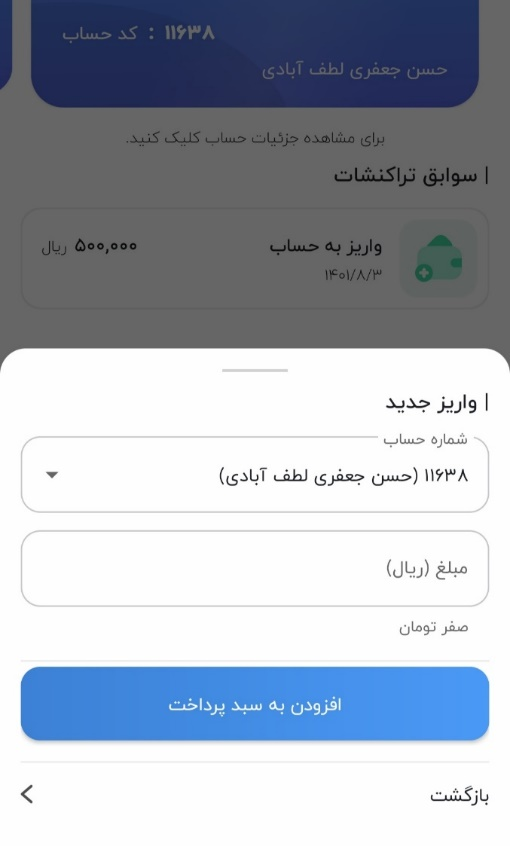 کد حساب : ۱۱۶۳۸
حسن جعفری لطف آبادی
برای مشاهده جزئیات حساب کلیک کنید.
| سوابق تراکنشات
واریز به حساب ۵۰۰,۰۰۰ ریال
۱۴۰۱/۸/۳
| واریز جدید
شماره حساب
۱۱۶۳۸ (حسن جعفری لطف آبادی)
مبلغ (ریال)
صفر تومان
افزودن به سبد پرداخت
بازگشت